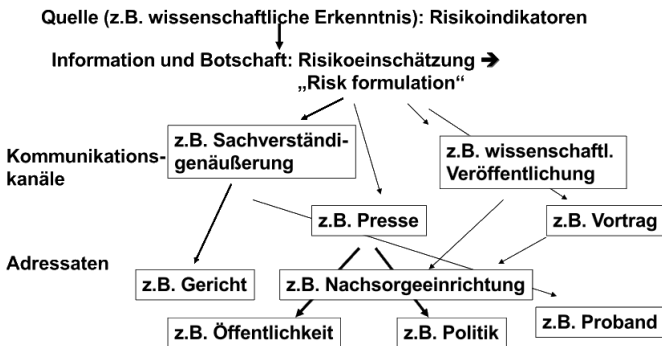 Quelle (z.B. wissenschaftliche Erkenntnis): Risikoindikatoren
Information und Botschaft: Risikoeinschätzung ➔
„Risk formulation“
z.B. Sachverständi-
genäußerung
z.B. wissenschaftl.
Veröffentlichung
Kommunikations-
kanäle
z.B. Presse
z.B. Vortrag
Adressaten
z.B. Gericht
z.B. Nachsorgeeinrichtung
z.B. Öffentlichkeit
z.B. Politik
z.B. Proband